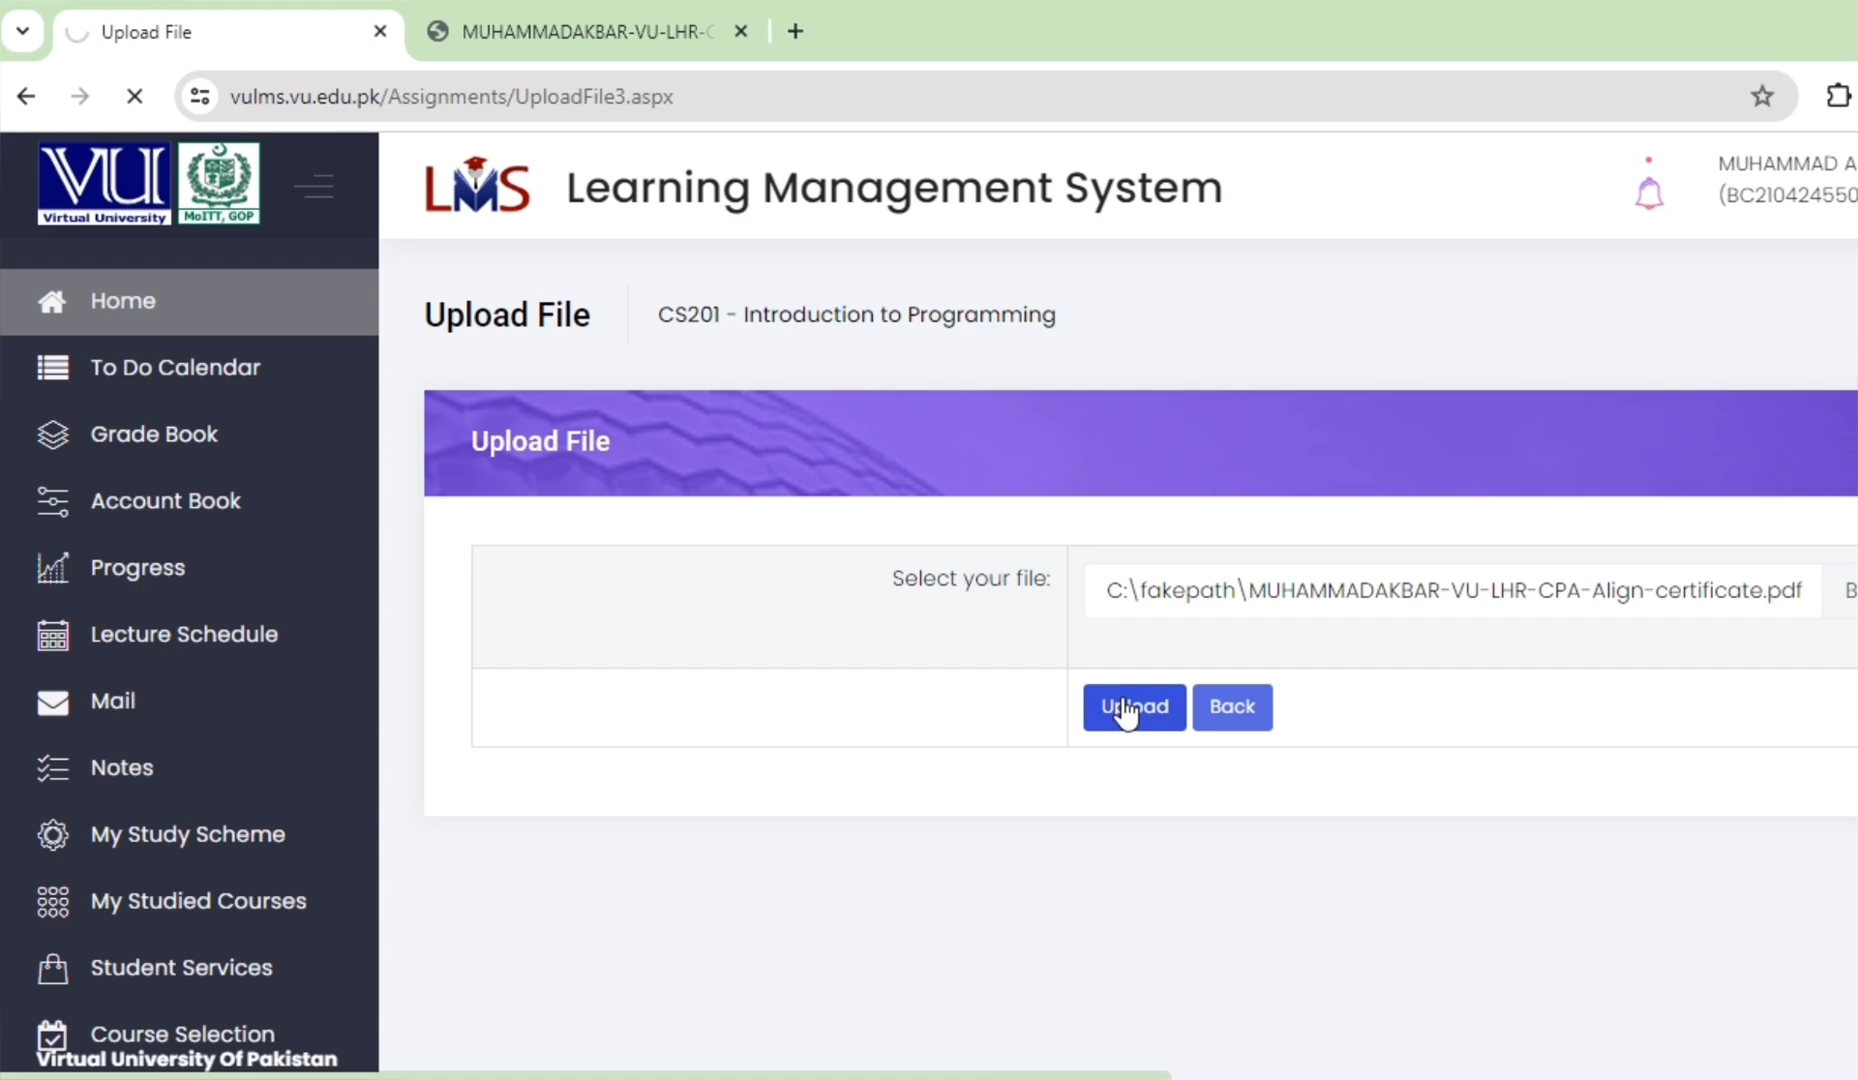 Upload File
MUHAMMADAKBAR-VU-LHR-
vulms.vu.edu.pk/Assignments/UploadFile3.aspx
VU
Virtual University
MoITT, GOP
LMS
Learning Management System
MUHAMMAD A
(BC210424550
Home
To Do Calendar
Grade Book
Account Book
Progress
Lecture Schedule
Mail
Notes
My Study Scheme
My Studied Courses
Student Services
Course Selection
Virtual University Of Pakistan
Upload File
CS201 - Introduction to Programming
Upload File
Select your file:
C:\fakepath\MUHAMMADAKBAR-VU-LHR-CPA-Align-certificate.pdf
B
Upload
Back